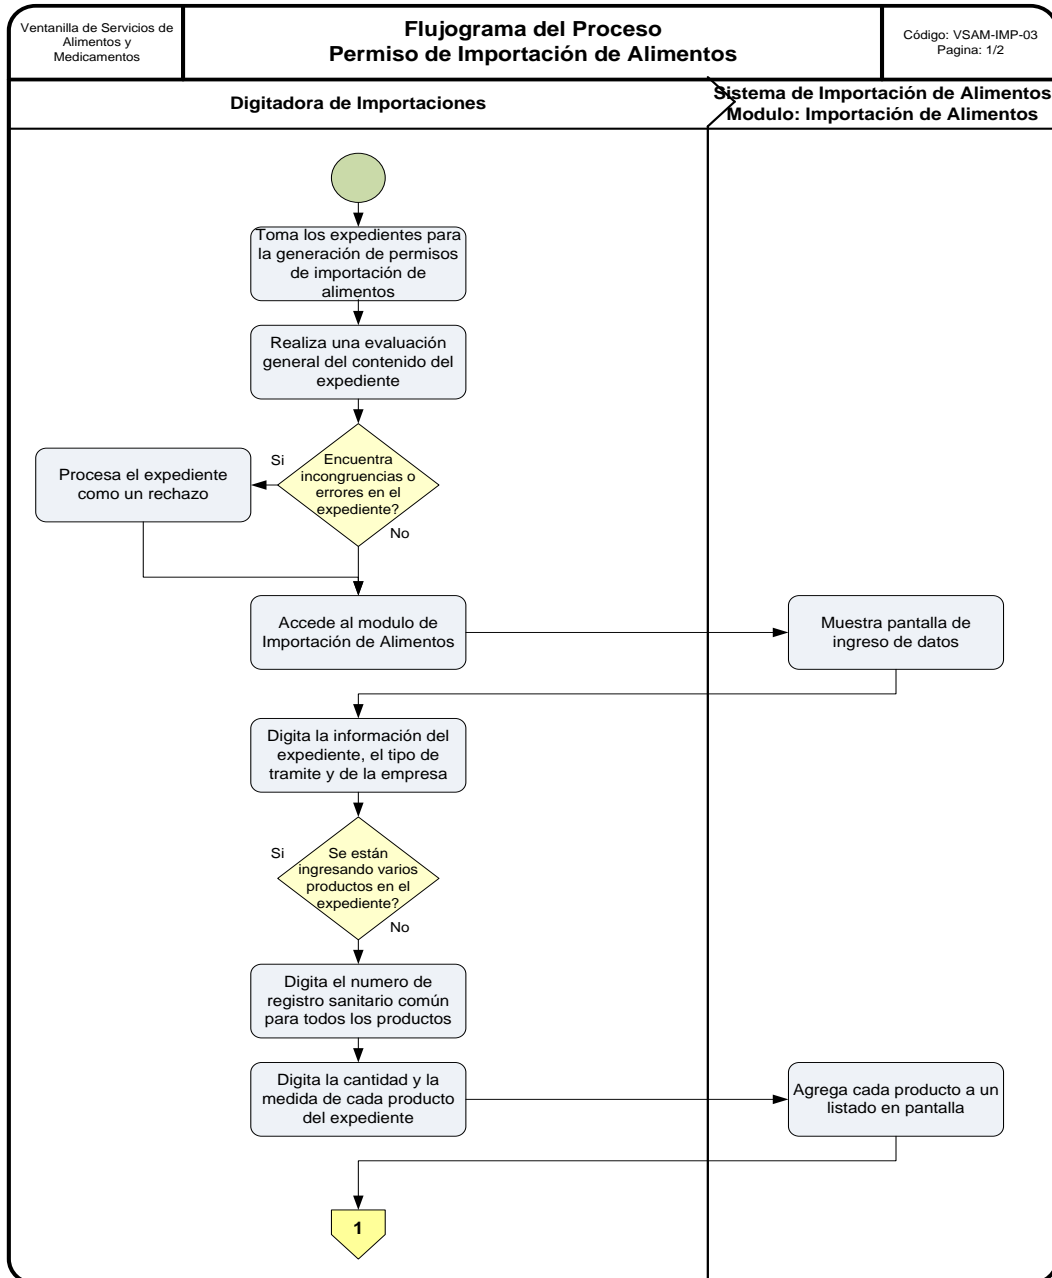 Ventanilla de Servicios de
Alimentos y
Medicamentos
Flujograma del Proceso
Permiso de Importación de Alimentos
Código: VSAM-IMP-03
Pagina: 1/2
Digitadora de Importaciones
Sistema de Importación de Alimentos
Modulo: Importación de Alimentos
Toma los expedientes para
la generación de permisos
de importación de
alimentos
Realiza una evaluación
general del contenido del
expediente
Si
Encuentra
incongruencias o
errores en el
expediente?
No
Procesa el expediente
como un rechazo
Accede al modulo de
Importación de Alimentos
Muestra pantalla de
ingreso de datos
Digita la información del
expediente, el tipo de
tramite y de la empresa
Si
Se están
ingresando varios
productos en el
expediente?
No
Digita el numero de
registro sanitario común
para todos los productos
Digita la cantidad y la
medida de cada producto
del expediente
Agrega cada producto a un
listado en pantalla
1